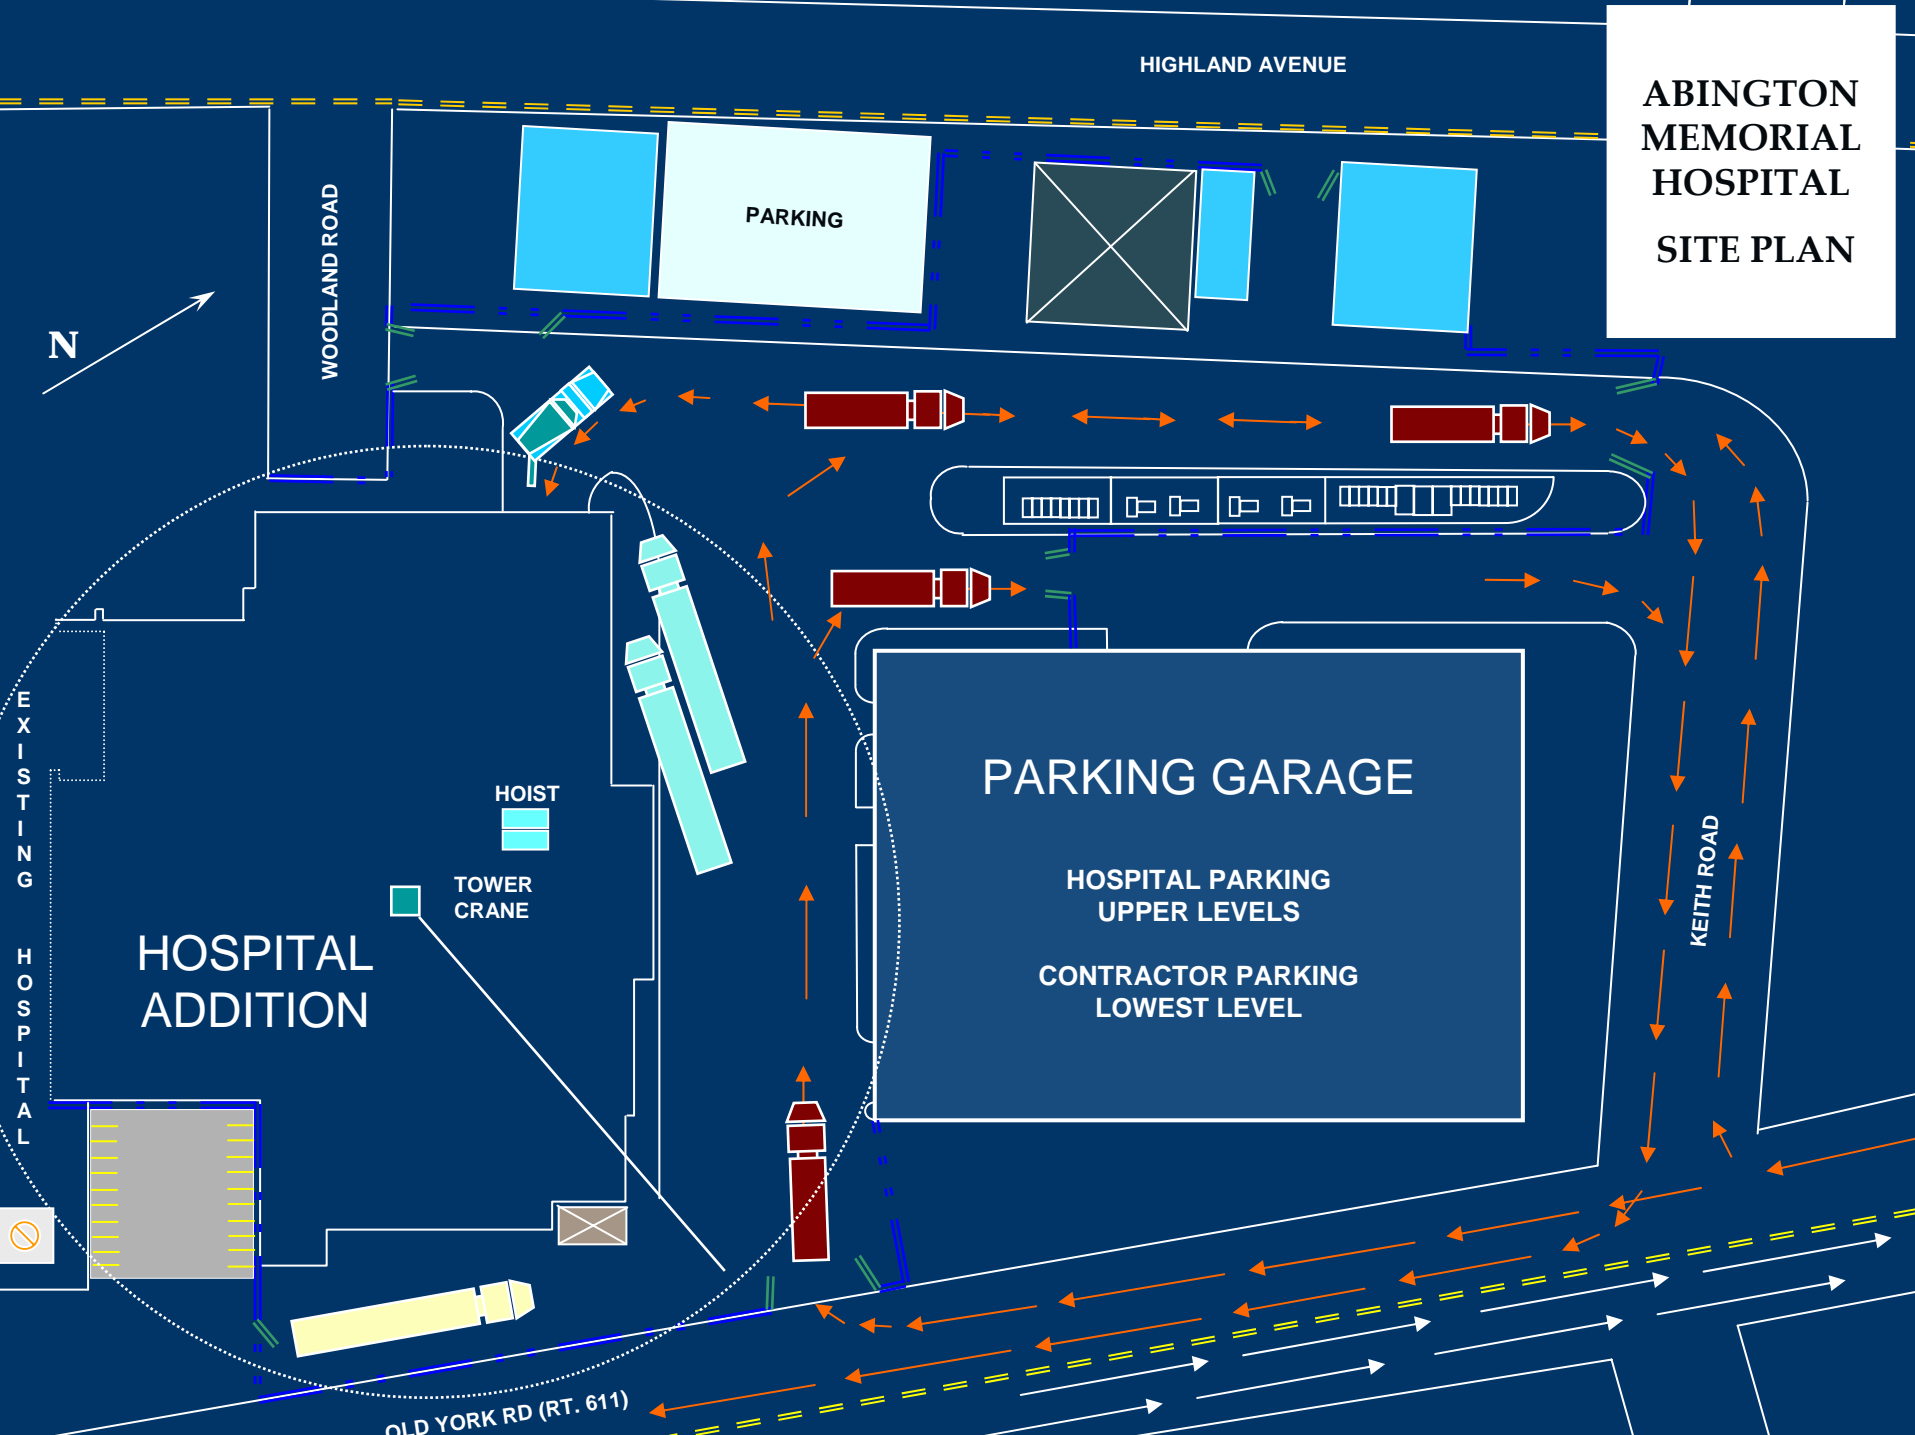 HIGHLAND AVENUE
ABINGTON
MEMORIAL
HOSPITAL
SITE PLAN
WOODLAND ROAD
PARKING
N
EXISTING HOSPITAL
HOIST
TOWER
CRANE
HOSPITAL
ADDITION
PARKING GARAGE
HOSPITAL PARKING
UPPER LEVELS
CONTRACTOR PARKING
LOWEST LEVEL
KEITH ROAD
OLD YORK RD (RT. 611)